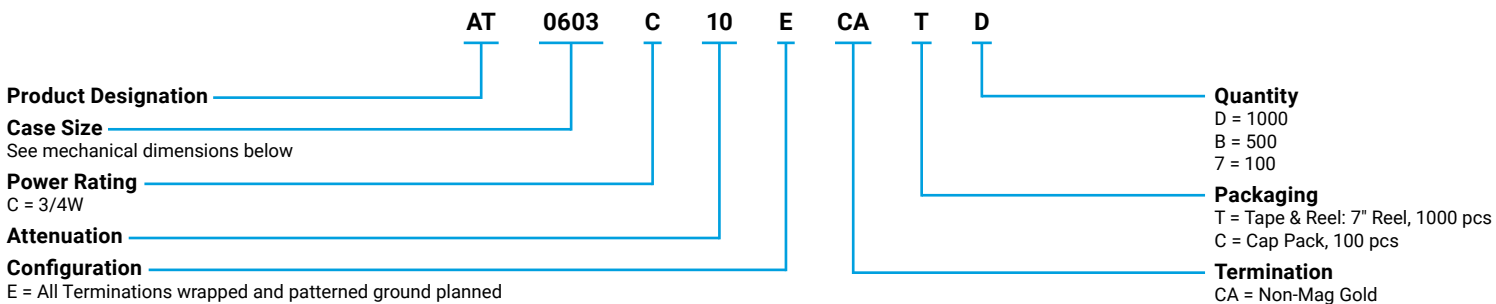 AT 0603 C 10 E CA T D
Product Designation
Case Size
See mechanical dimensions below
Power Rating
C = 3/4W
Attenuation
Configuration
E = All Terminations wrapped and patterned ground planned
Quantity
D = 1000
B = 500
7 = 100
Packaging
T = Tape & Reel: 7" Reel, 1000 pcs
C = Cap Pack, 100 pcs
Termination
CA = Non-Mag Gold